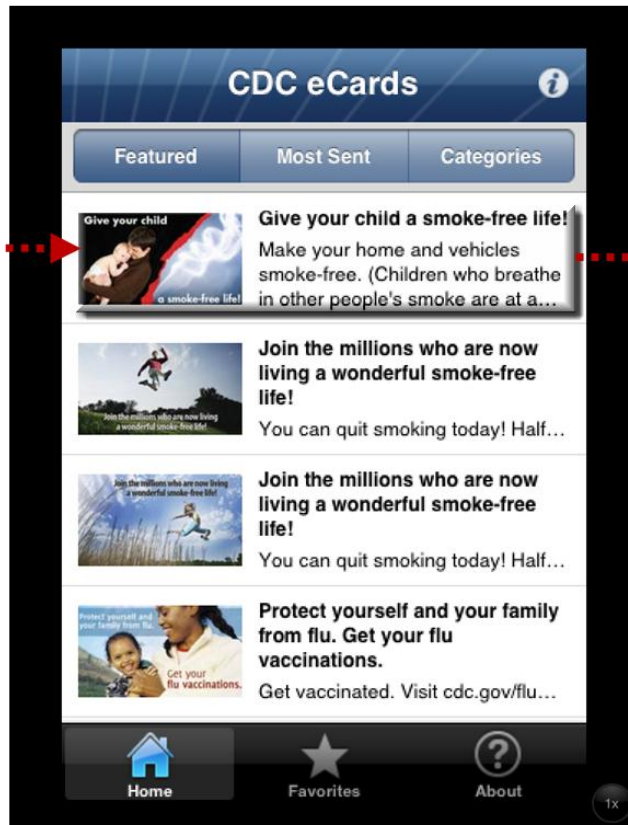 CDC eCards
i
Featured
Most Sent
Categories
Give your child
a smoke-free life!
Give your child a smoke-free life!
Make your home and vehicles
smoke-free. (Children who breathe
in other people's smoke are at a…
Join the millions who are now living
a wonderful smoke-free life!
Join the millions who are now
living a wonderful smoke-free
life!
You can quit smoking today! Half…
Join the millions who are now living
a wonderful smoke-free life!
Join the millions who are now
living a wonderful smoke-free
life!
You can quit smoking today! Half…
Protect yourself and
your family from flu.
Get your
flu vaccinations.
Protect yourself and your family
from flu. Get your flu
vaccinations.
Get vaccinated. Visit cdc.gov/flu…
Home
Favorites
?
About
1x